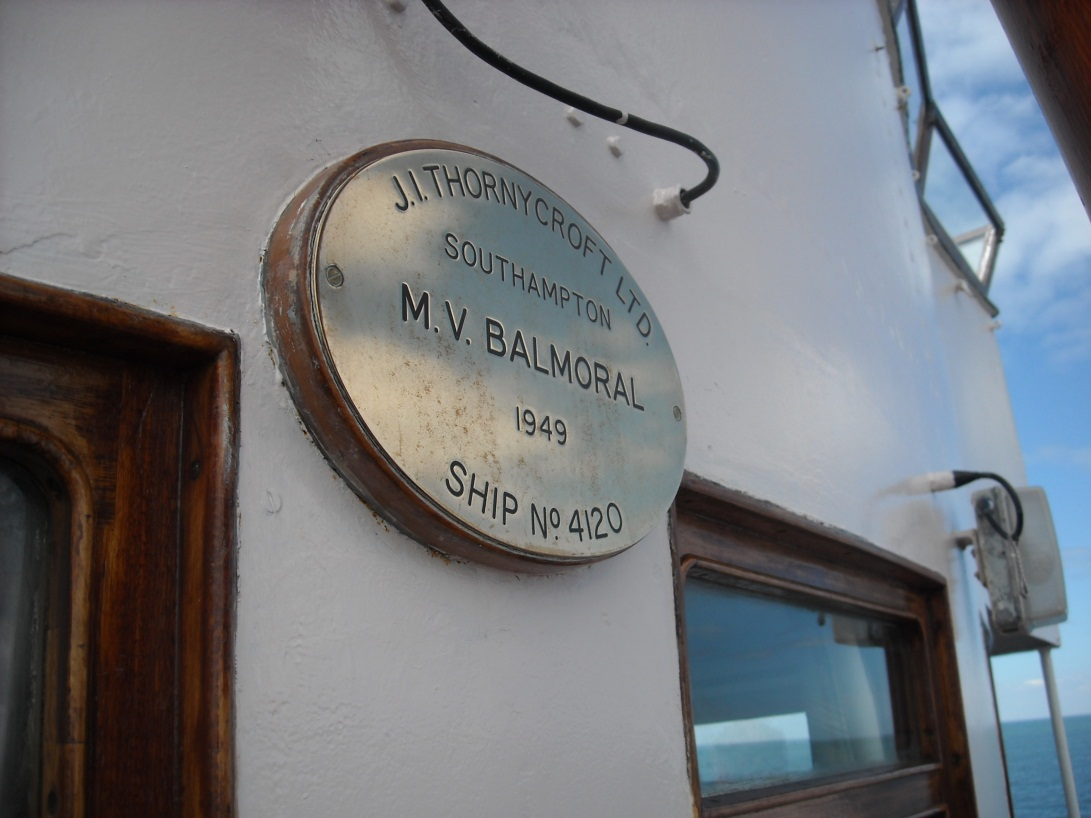 J.I. THORNYCROFT LTD.
SOUTHAMPTON
M.V. BALMORAL
1949
SHIP No. 4120